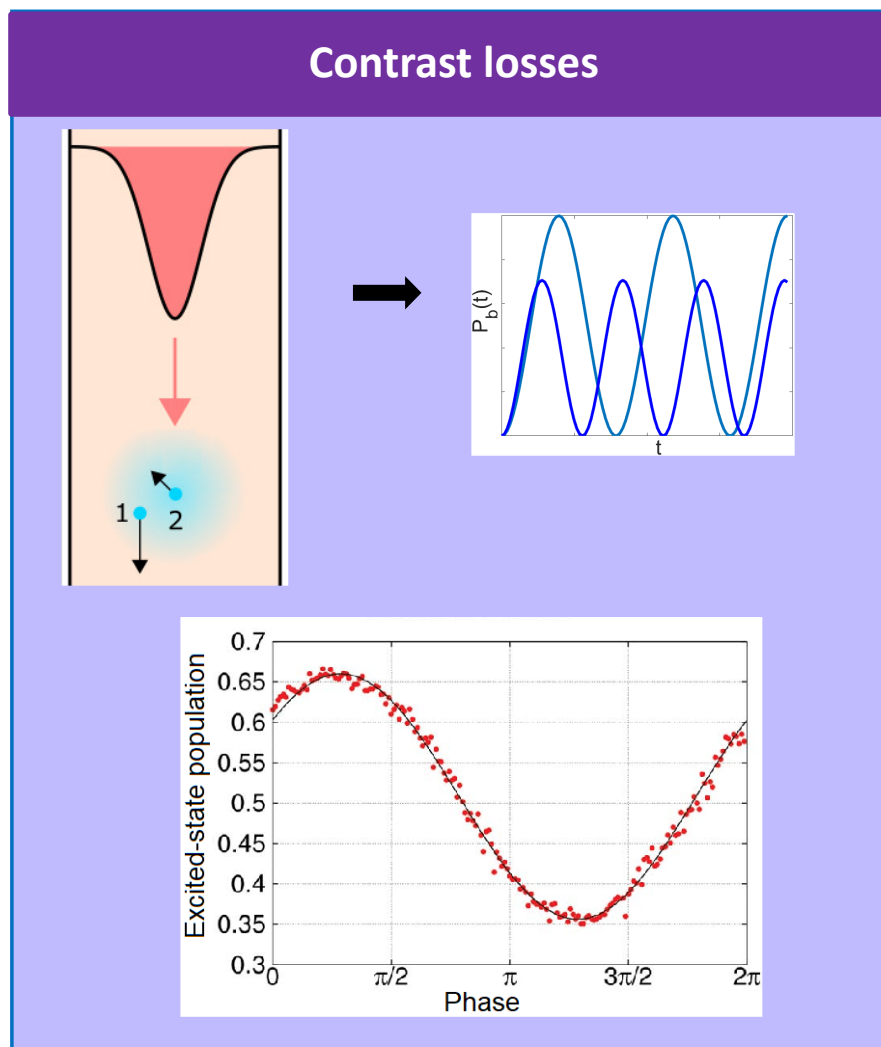 Contrast losses
1
2
P_b(t)
t
Excited-state population
0.7
0.65
0.6
0.55
0.5
0.45
0.4
0.35
0.3
0
π/2
π
3π/2
2π
Phase